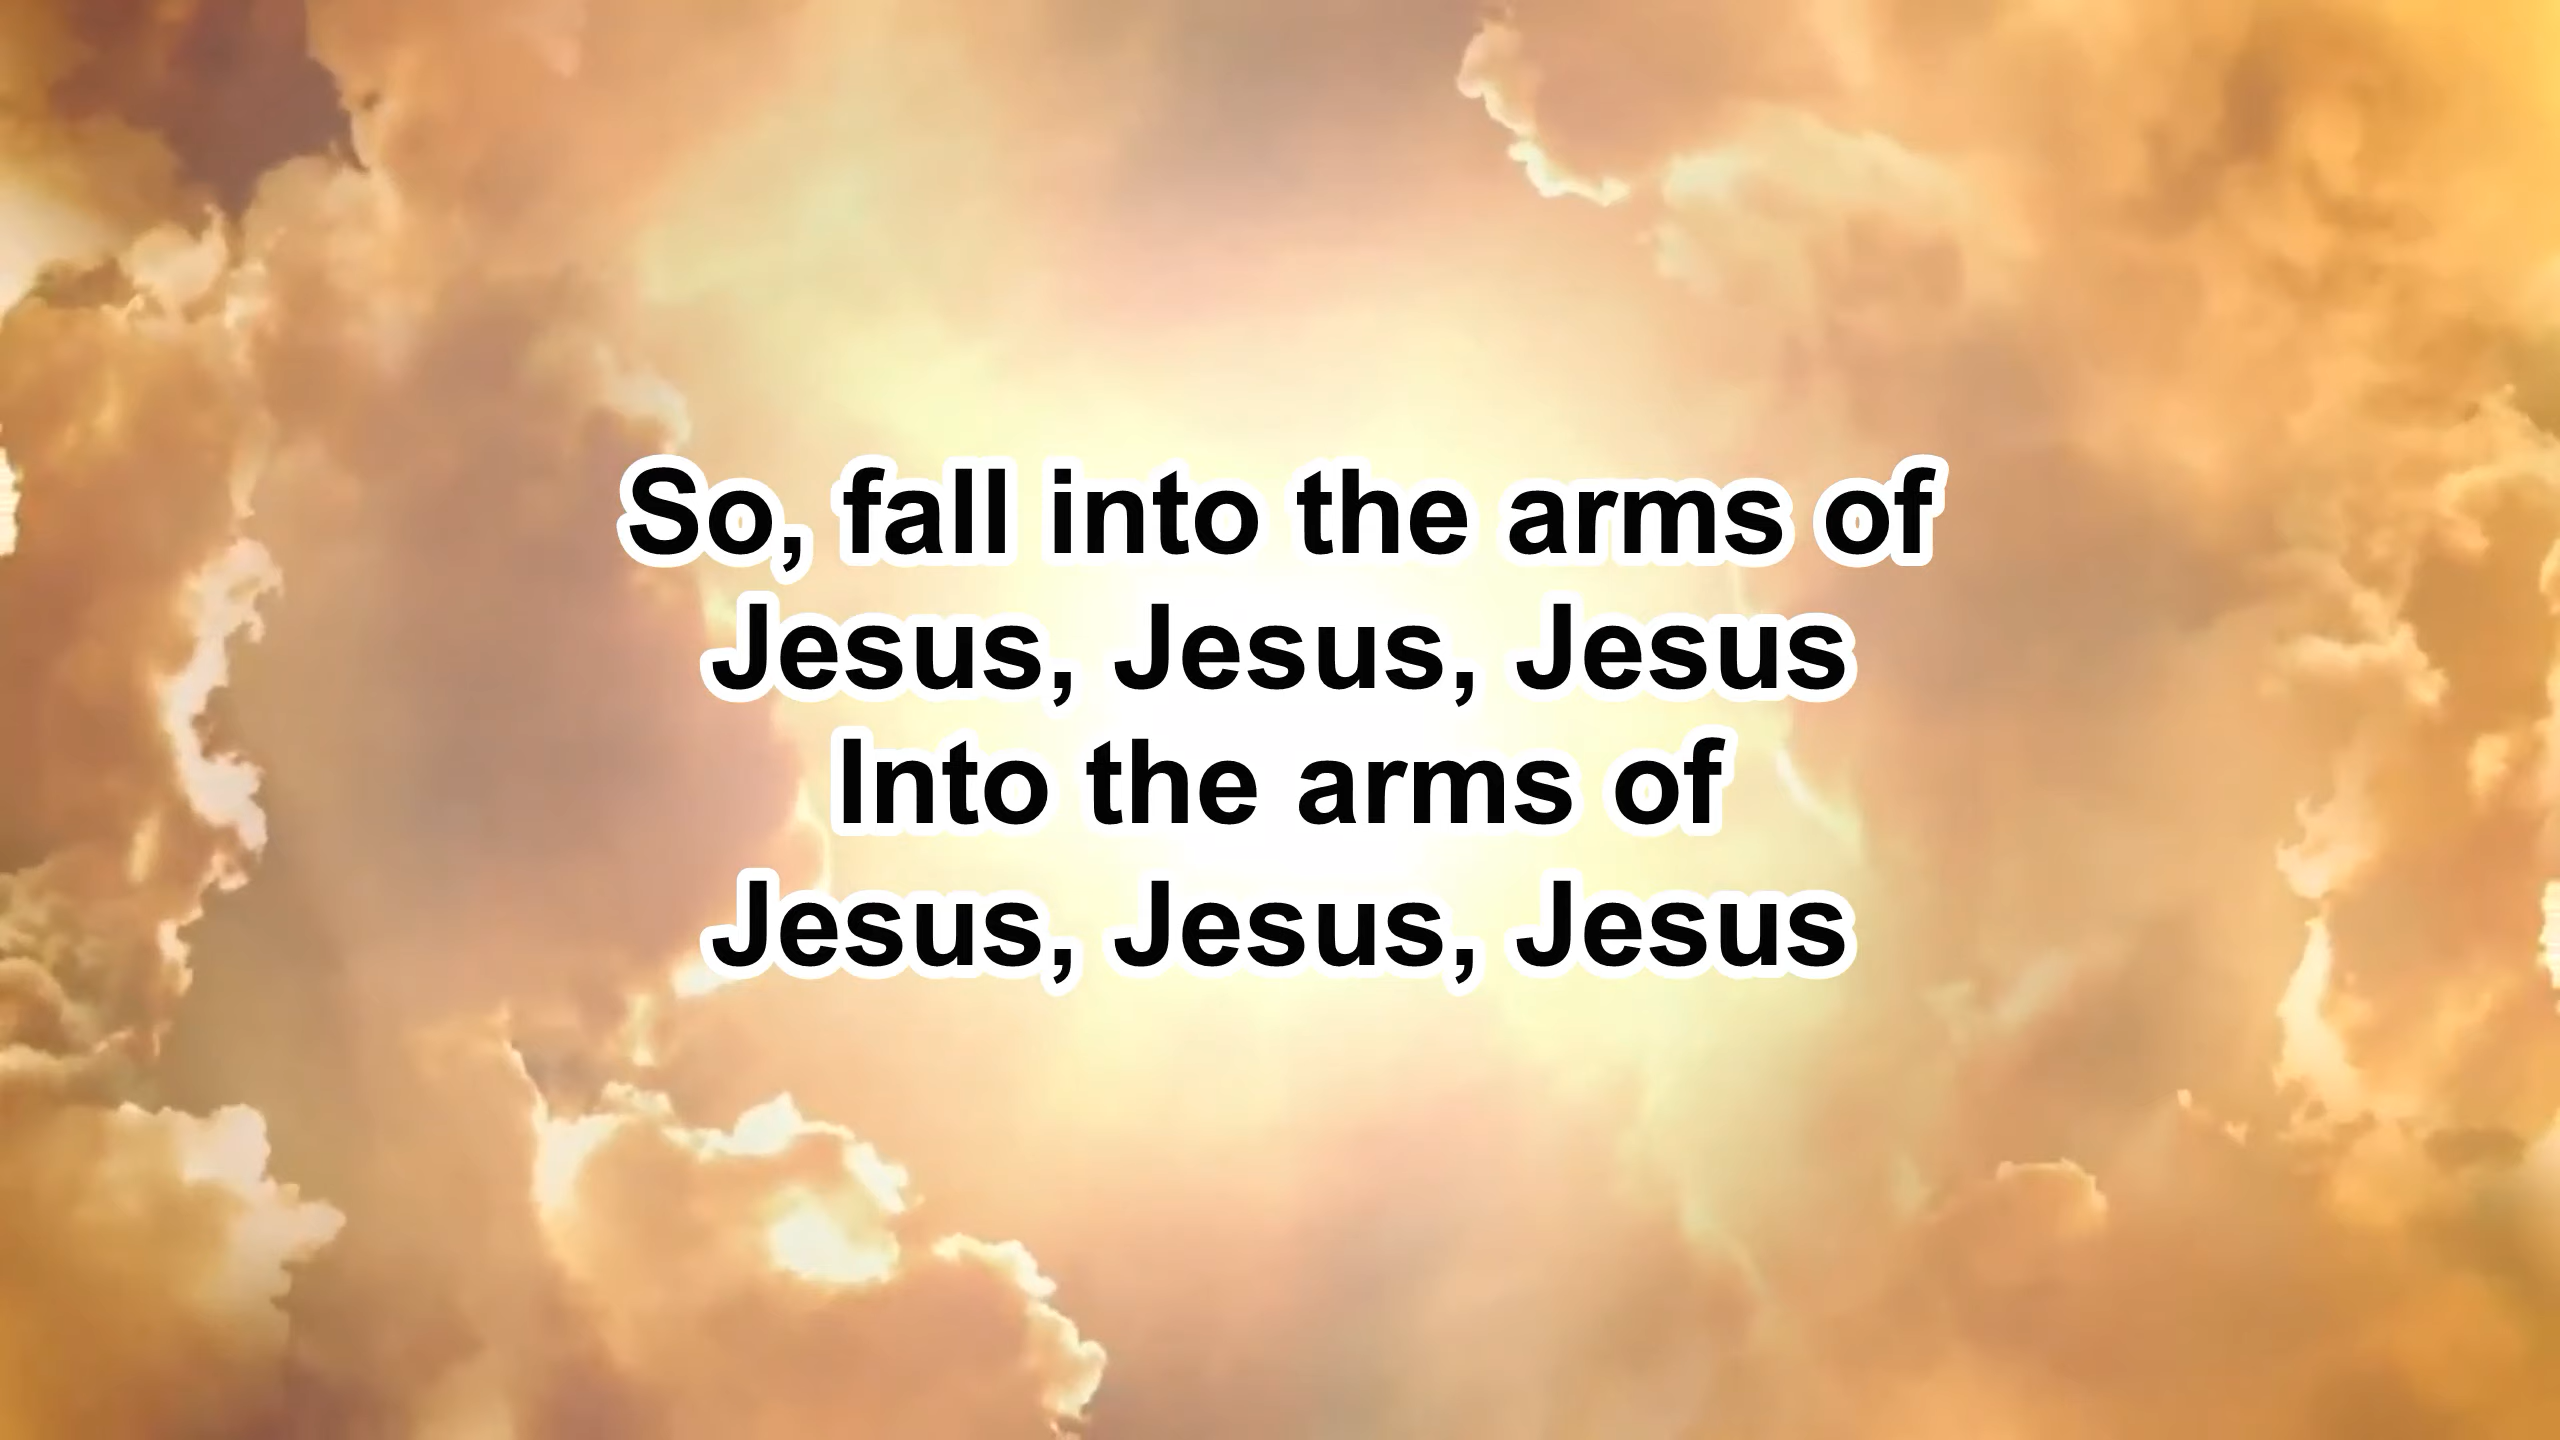 So, fall into the arms of
Jesus, Jesus, Jesus
Into the arms of
Jesus, Jesus, Jesus